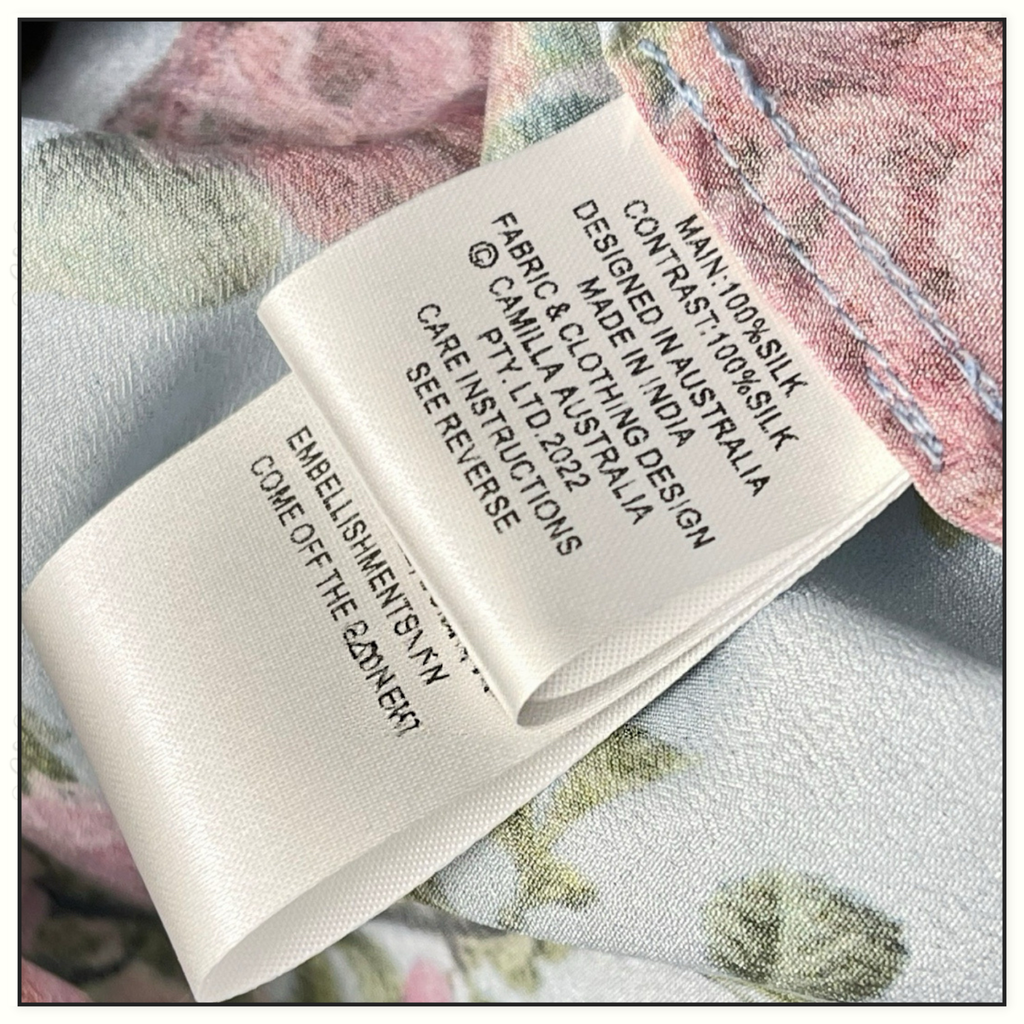 MAIN:100%SILK
CONTRAST:100%SILK
DESIGNED IN AUSTRALIA
MADE IN INDIA
FABRIC & CLOTHING DESIGN
© CAMILLA AUSTRALIA
PTY. LTD.2022
CARE INSTRUCTIONS
SEE REVERSE
EMBELLISHMENTS
COME OFF THE